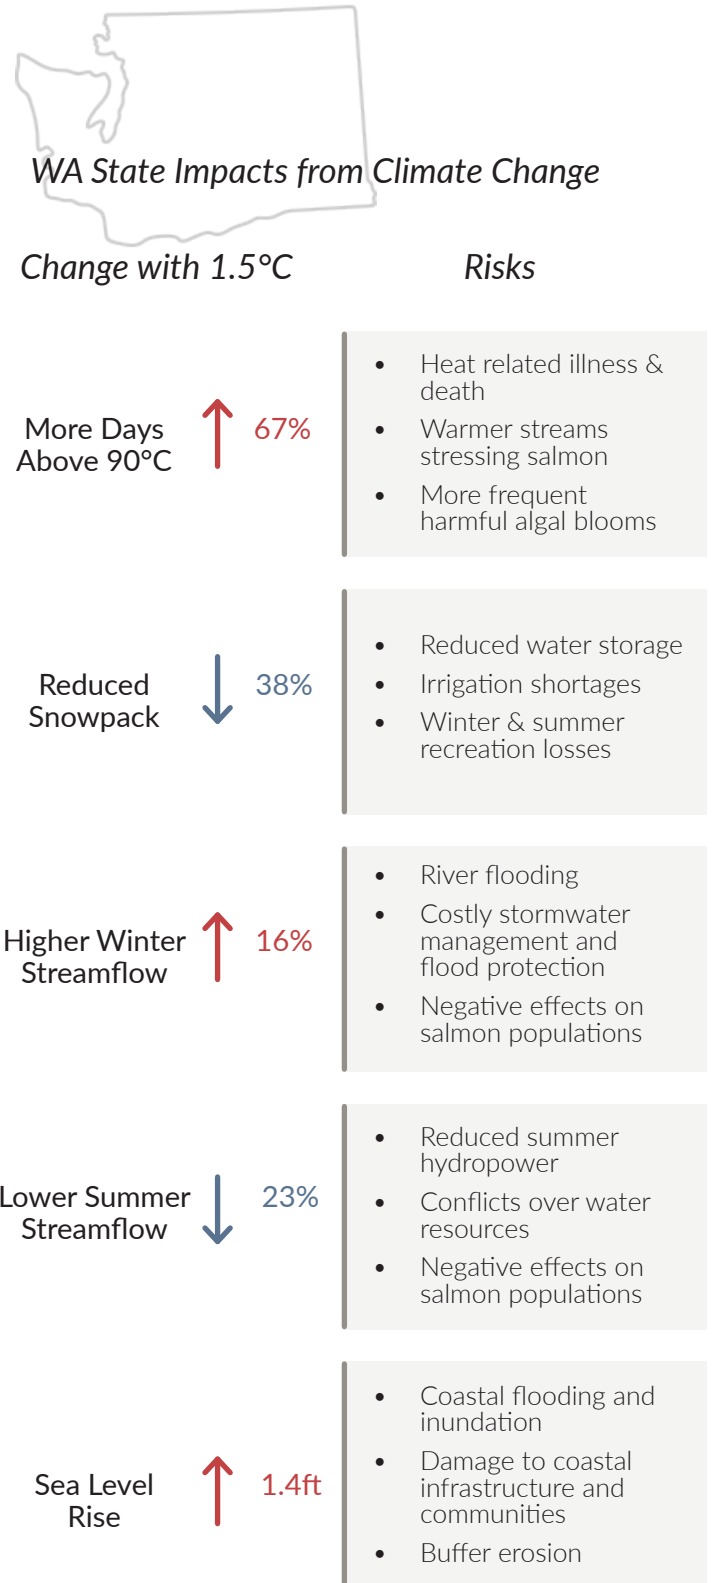 WA State Impacts from Climate Change
Change with 1.5°C
Risks
More Days
Above 90°C
67%
• Heat related illness &
death
• Warmer streams
stressing salmon
• More frequent
harmful algal blooms
Reduced
Snowpack
38%
• Reduced water storage
• Irrigation shortages
• Winter & summer
recreation losses
Higher Winter
Streamflow
16%
• River flooding
• Costly stormwater
management and
flood protection
• Negative effects on
salmon populations
Lower Summer
Streamflow
23%
• Reduced summer
hydropower
• Conflicts over water
resources
• Negative effects on
salmon populations
Sea Level
Rise
1.4ft
• Coastal flooding and
inundation
• Damage to coastal
infrastructure and
communities
• Buffer erosion